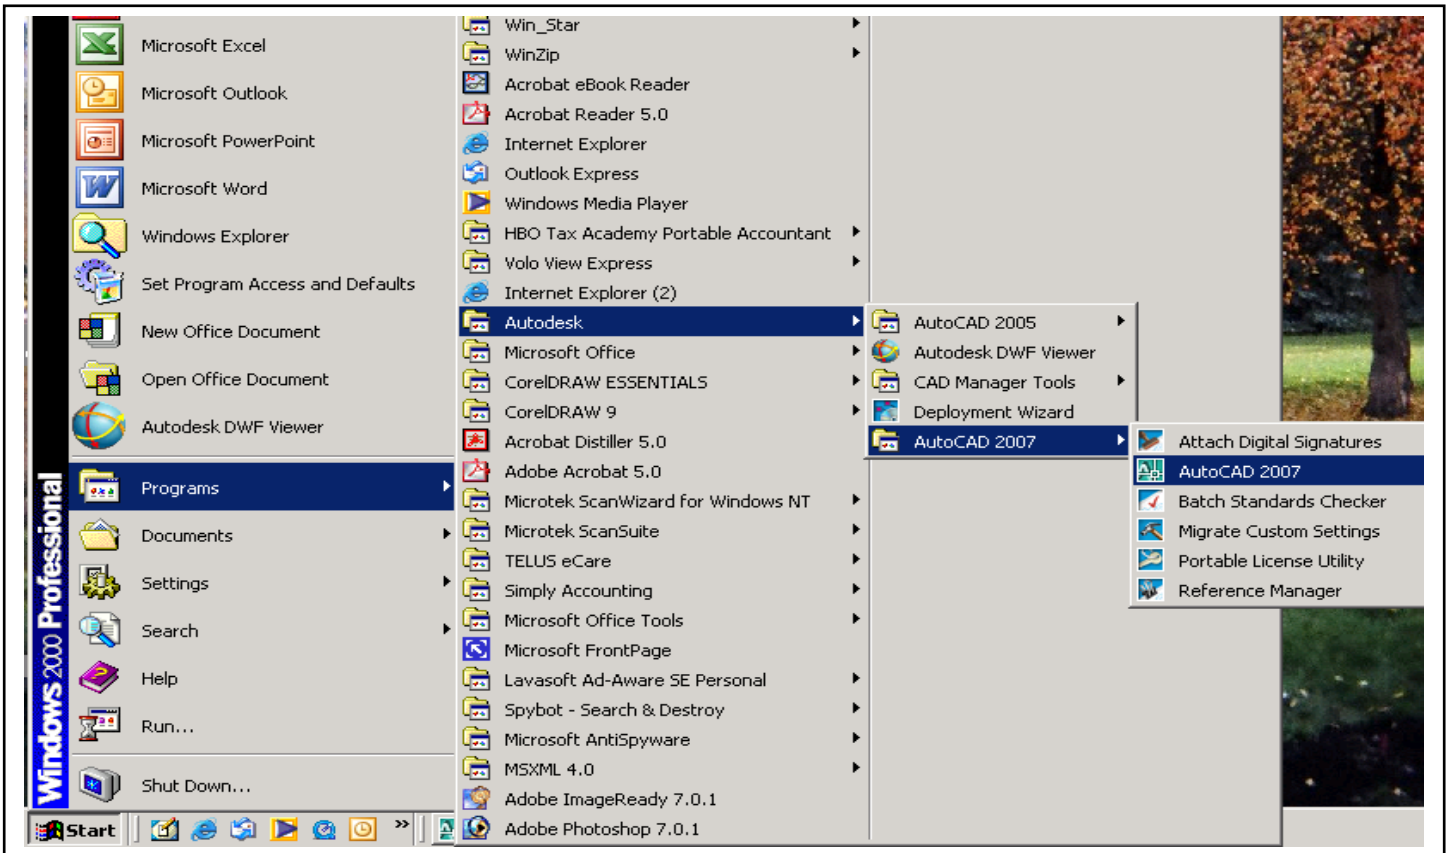 Microsoft Excel
Microsoft Outlook
Microsoft PowerPoint
Microsoft Word
Windows Explorer
Set Program Access and Defaults
New Office Document
Open Office Document
Autodesk DWF Viewer
Programs
Documents
Settings
Search
Help
Run...
Shut Down...
Windows 2000 Professional
Start
»
Win_Star
WinZip
Acrobat eBook Reader
Acrobat Reader 5.0
Internet Explorer
Outlook Express
Windows Media Player
HBO Tax Academy Portable Accountant
Volo View Express
Internet Explorer (2)
Autodesk
Microsoft Office
CorelDRAW ESSENTIALS
CorelDRAW 9
Acrobat Distiller 5.0
Adobe Acrobat 5.0
Microtek ScanWizard for Windows NT
Microtek ScanSuite
TELUS eCare
Simply Accounting
Microsoft Office Tools
Microsoft FrontPage
Lavasoft Ad-Aware SE Personal
Spybot - Search & Destroy
Microsoft AntiSpyware
MSXML 4.0
Adobe ImageReady 7.0.1
Adobe Photoshop 7.0.1
AutoCAD 2005
Autodesk DWF Viewer
CAD Manager Tools
Deployment Wizard
AutoCAD 2007
Attach Digital Signatures
AutoCAD 2007
Batch Standards Checker
Migrate Custom Settings
Portable License Utility
Reference Manager